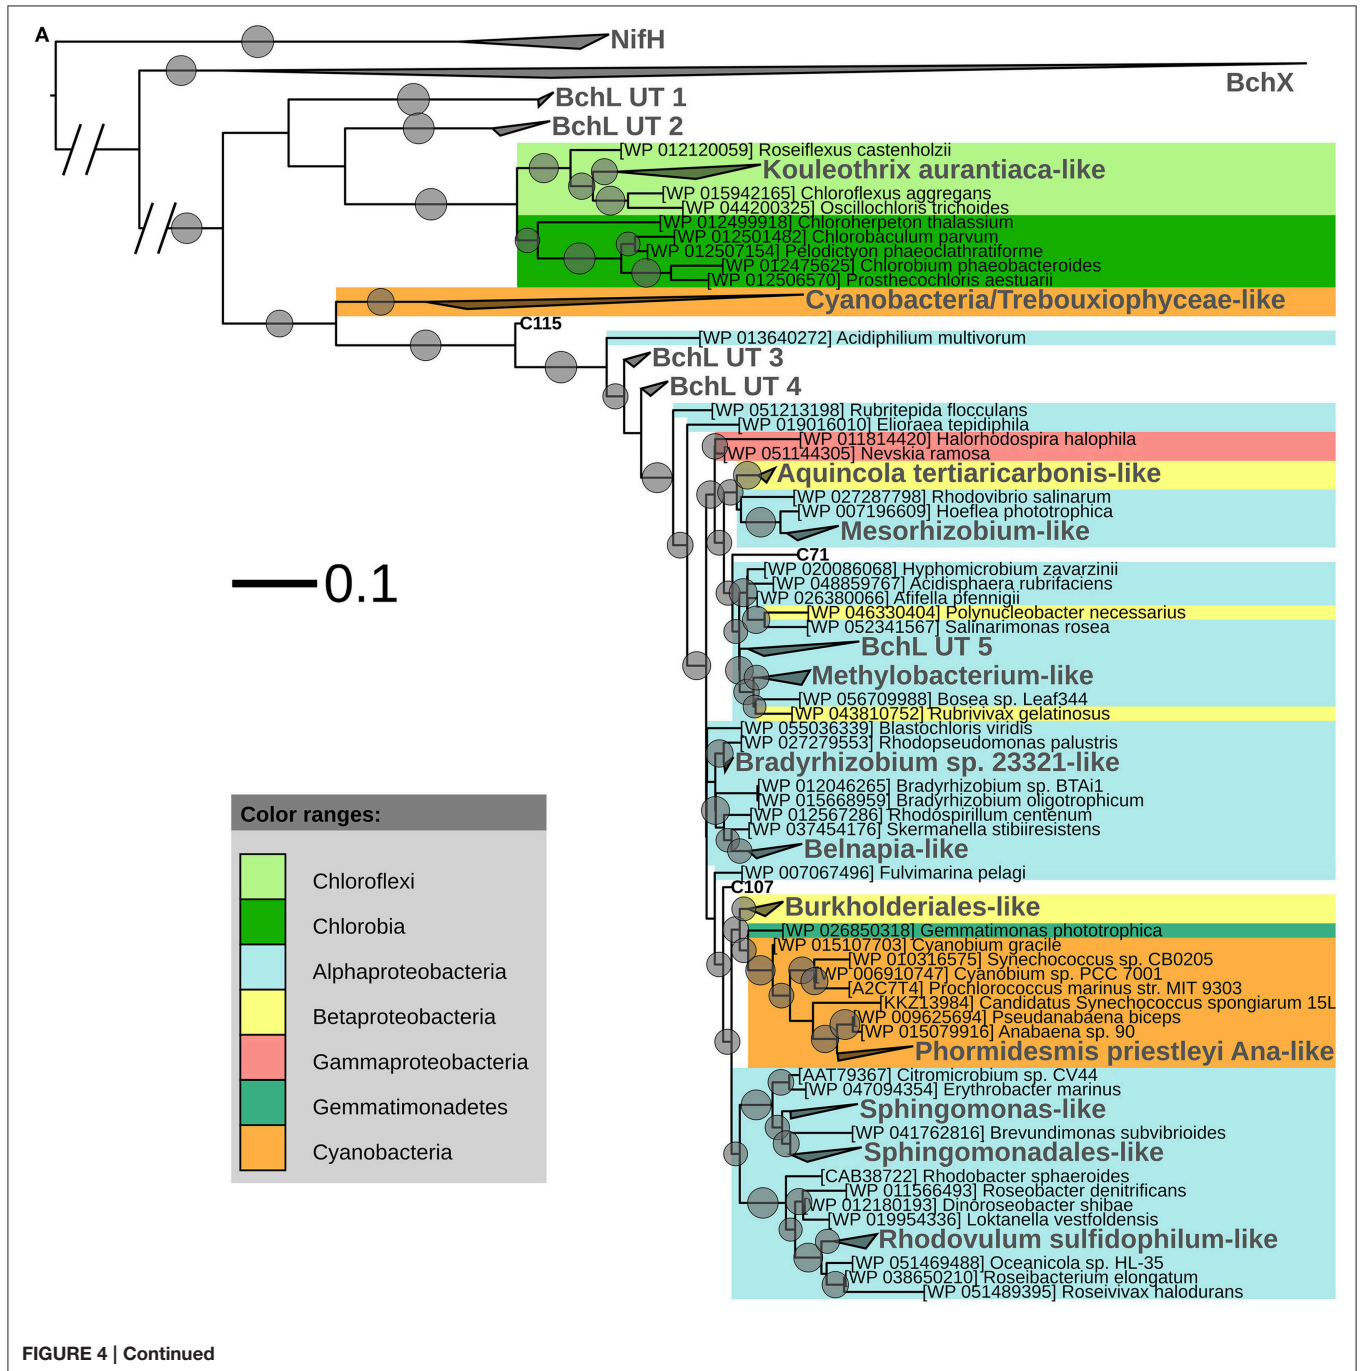 A
NifH
BchX
BchL UT 1
BchL UT 2
[WP 012120059] Roseiflexus castenholzii
Kouleothrix aurantiaca-like
[WP 015942165] Chloroflexus aggregans
[WP 044200325] Oscillochloris trichoides
[WP 012499918] Chloroherpeton thalassium
[WP 012501482] Chlorobaculum parvum
[WP 012507154] Pelodictyon phaeoclathratiforme
[WP 012475625] Chlorobium phaeobacteroides
[WP 012506570] Prosthecochloris aestuarii
Cyanobacteria/Trebouxiophyceae-like
C115
[WP 013640272] Acidiphilium multivorum
BchL UT 3
BchL UT 4
[WP 051213198] Rubritepida flocculans
[WP 019016010] Elioraea tepidiphila
[WP 011814420] Halorhodospira halophila
[WP 051144305] Nevskia ramosa
Aquincola tertiaricarbonis-like
[WP 027287798] Rhodovibrio salinarum
[WP 007196609] Hoeflea phototrophica
Mesorhizobium-like
C71
[WP 020086068] Hyphomicrobium zavarzinii
[WP 048859767] Acidisphaera rubrifaciens
[WP 026380066] Afifella pfennigii
[WP 046330404] Polynucleobacter necessarius
[WP 052341567] Salinarimonas rosea
BchL UT 5
Methylobacterium-like
[WP 056709988] Bosea sp. Leaf344
[WP 043810752] Rubrivivax gelatinosus
[WP 055036339] Blastochloris viridis
[WP 027279553] Rhodopseudomonas palustris
Bradyrhizobium sp. 23321-like
[WP 012046265] Bradyrhizobium sp. BTAi1
[WP 015668959] Bradyrhizobium oligotrophicum
[WP 012567286] Rhodospirillum centenum
[WP 037454176] Skermanella stibiiresistens
Belnapia-like
[WP 007067496] Fulvimarina pelagi
C107
Burkholderiales-like
[WP 026850318] Gemmatimonas phototrophica
[WP 015107703] Cyanobium gracile
[WP 010316575] Synechococcus sp. CB0205
[WP 006910747] Cyanobium sp. PCC 7001
[A2C7T4] Prochlorococcus marinus str. MIT 9303
[KKZ13984] Candidatus Synechococcus spongiarum 15L
[WP 009625694] Pseudanabaena biceps
[WP 015079916] Anabaena sp. 90
Phormidesmis priestleyi Ana-like
[AAT79367] Citromicrobium sp. CV44
[WP 047094354] Erythrobacter marinus
Sphingomonas-like
[WP 041762816] Brevundimonas subvibrioides
Sphingomonadales-like
[CAB38722] Rhodobacter sphaeroides
[WP 011566493] Roseobacter denitrificans
[WP 012180193] Dinoroseobacter shibae
[WP 019954336] Loktanella vestfoldensis
Rhodovulum sulfidophilum-like
[WP 051469488] Oceanicola sp. HL-35
[WP 038650210] Roseibacterium elongatum
[WP 051489395] Roseivivax halodurans
0.1
Color ranges:
Chloroflexi
Chlorobia
Alphaproteobacteria
Betaproteobacteria
Gammaproteobacteria
Gemmatimonadetes
Cyanobacteria
FIGURE 4 | Continued